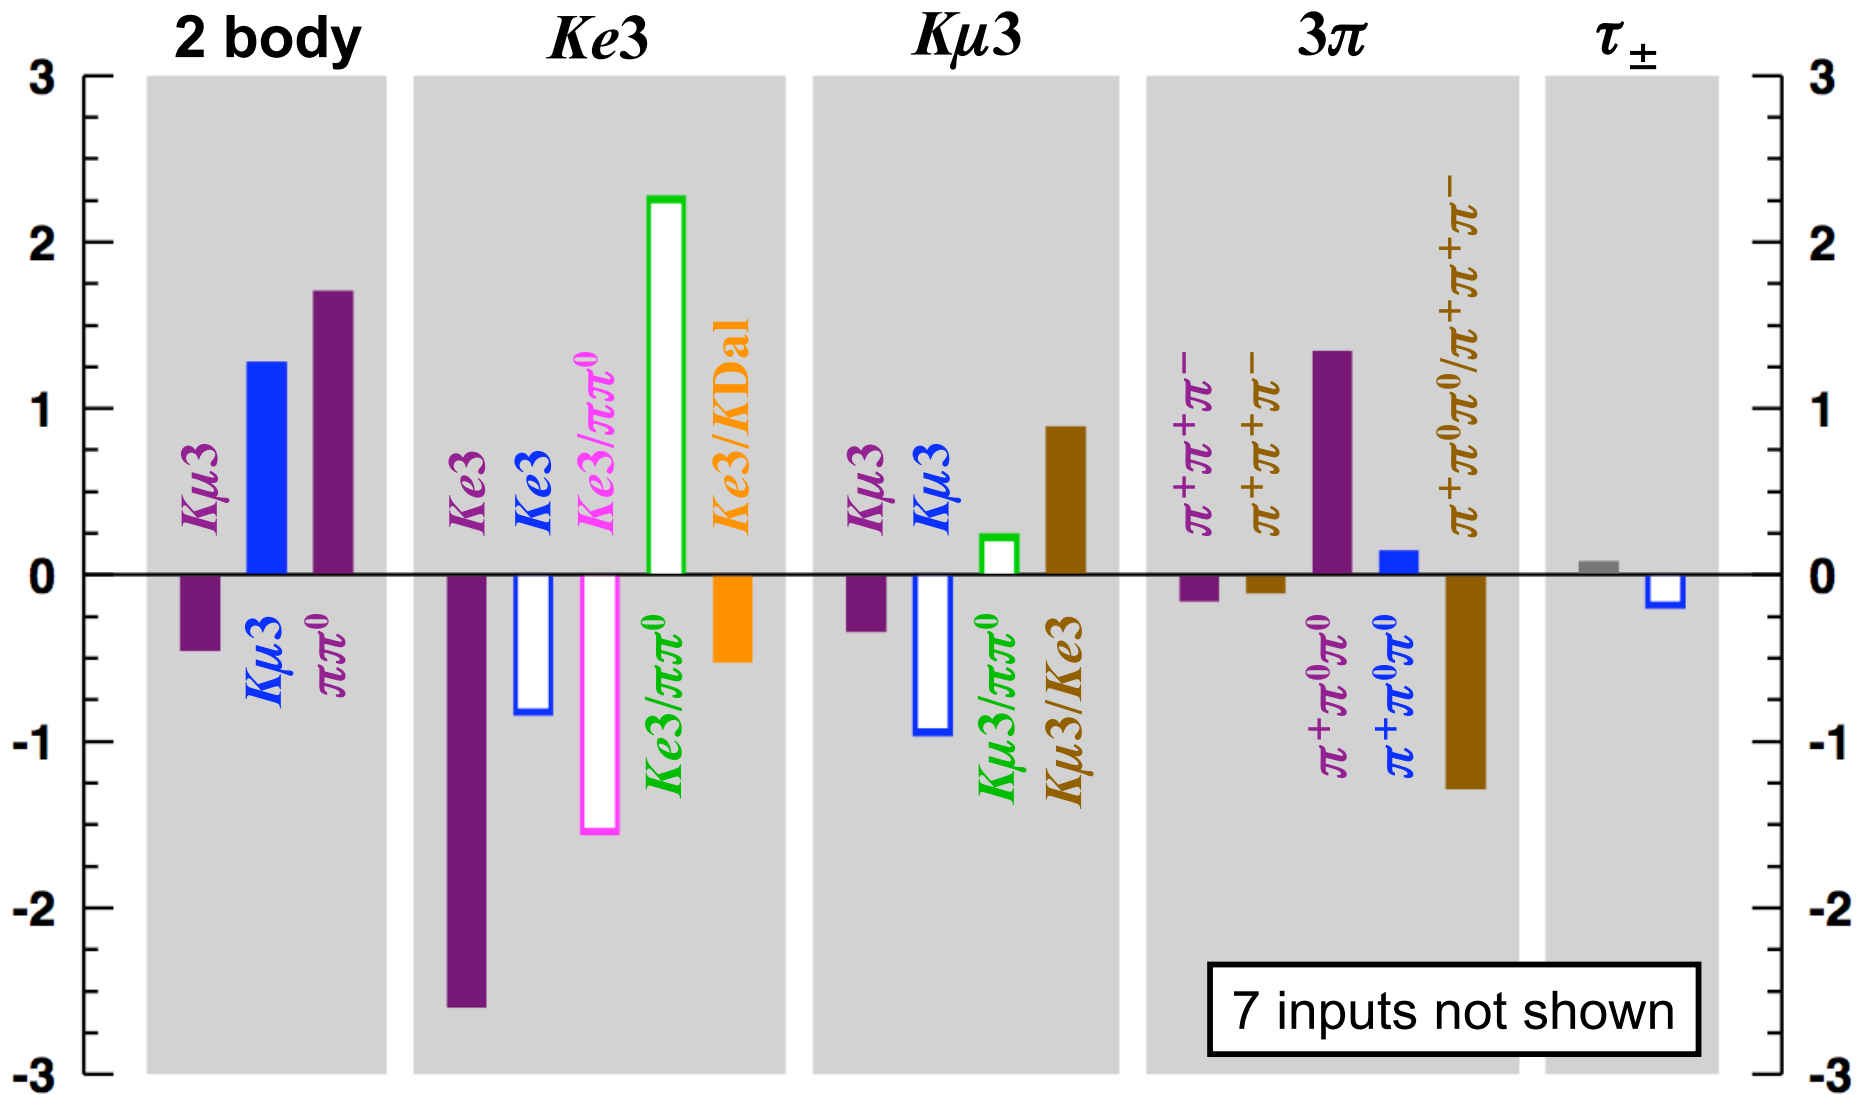 2 body
Ke3
Kμ3
3π
τ±
3
2
1
0
-1
-2
-3
Kμ3
Kμ3
ππ⁰
Ke3
Ke3
Ke3/ππ⁰
Ke3/ππ⁰
Ke3/KDal
Kμ3
Kμ3
Kμ3/ππ⁰
Kμ3/Ke3
π⁺π⁺π⁻
π⁺π⁺π⁻
π⁺π⁰π⁰
π⁺π⁰π⁰
π⁺π⁰π⁰/π⁺π⁺π⁻
3
2
1
0
-1
-2
-3
7 inputs not shown